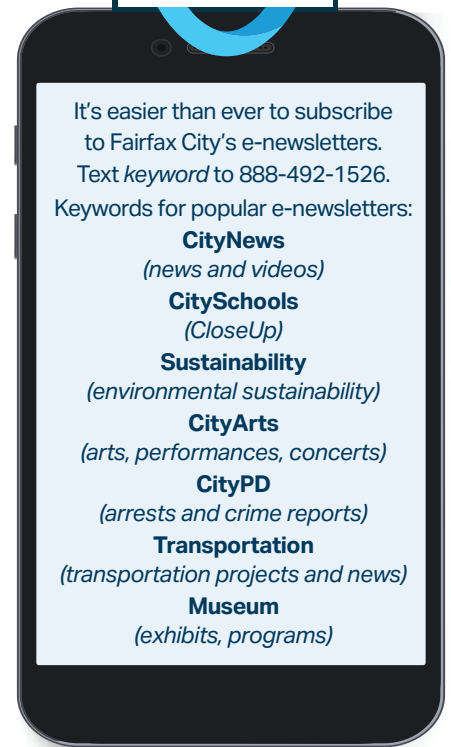 It's easier than ever to subscribe
to Fairfax City's e-newsletters.
Text keyword to 888-492-1526.
Keywords for popular e-newsletters:
CityNews
(news and videos)
CitySchools
(CloseUp)
Sustainability
(environmental sustainability)
CityArts
(arts, performances, concerts)
CityPD
(arrests and crime reports)
Transportation
(transportation projects and news)
Museum
(exhibits, programs)